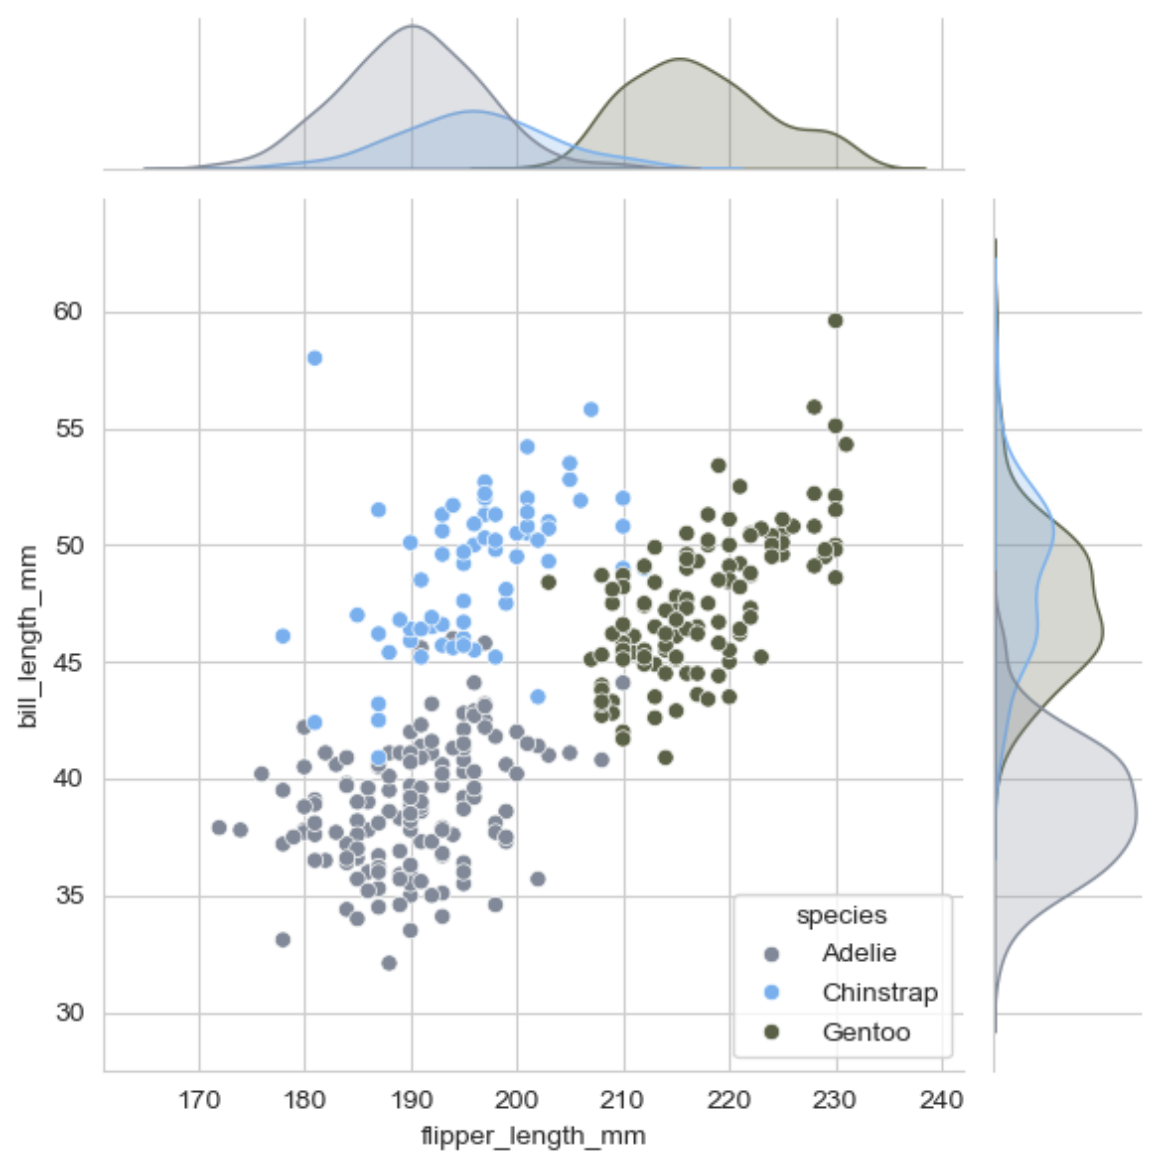 60
55
50
45
40
35
30
bill_length_mm
species
Adelie
Chinstrap
Gentoo
170 180 190 200 210 220 230 240
flipper_length_mm